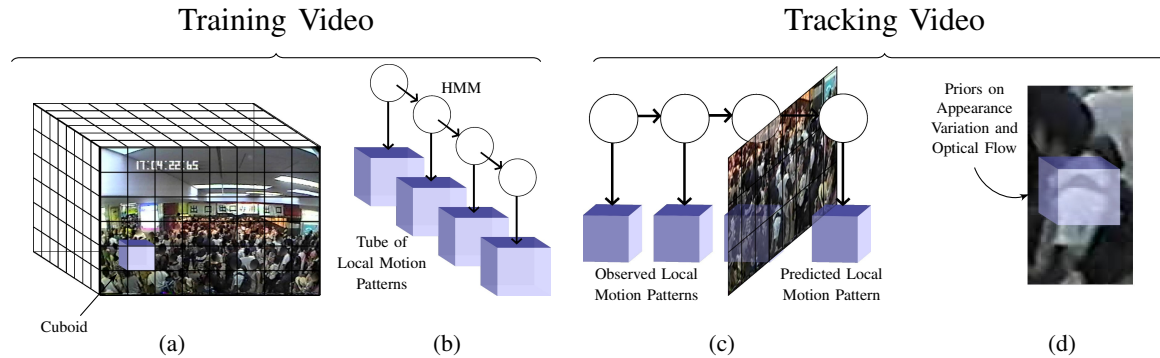 Training Video
Tracking Video
17:04:22:65
Cuboid
HMM
Tube of
Local Motion
Patterns
Observed Local
Motion Patterns
Predicted Local
Motion Pattern
Priors on
Appearance
Variation and
Optical Flow
(a)
(b)
(c)
(d)